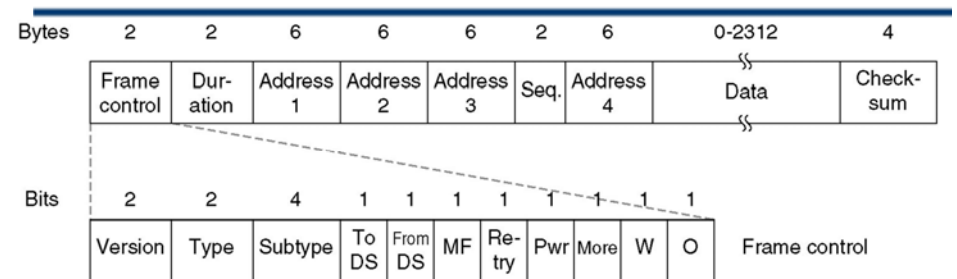 Bytes 2 2 6 6 6 2 6 0-2312 4
Frame control Dur-ation Address 1 Address 2 Address 3 Seq. Address 4 Data Check-sum
Bits 2 2 4 1 1 1 1 1 1 1 1
Version Type Subtype To DS From DS MF Re-try Pwr More W O Frame control